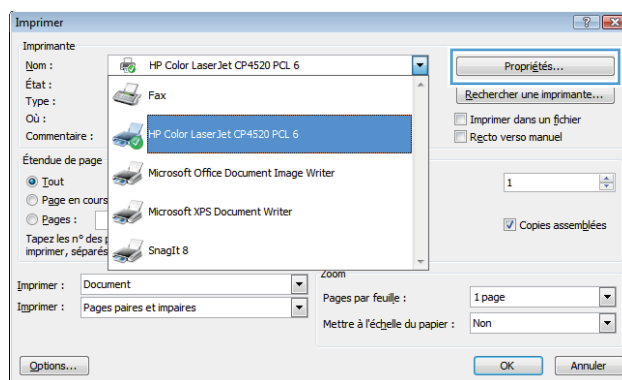 Imprimer
Imprimante
Nom : HP Color LaserJet CP4520 PCL 6 Propriétés...
État :
Type : Fax Rechercher une imprimante...
Où : Imprimer dans un fichier
Commentaire : HP Color LaserJet CP4520 PCL 6 Recto verso manuel
Étendue de page
Tout Microsoft Office Document Image Writer 1
Page en cours
Pages : Microsoft XPS Document Writer Copies assemblées
Tapez les n° des
imprimer, séparés SnagIt 8
Zoom
Imprimer : Document
Pages par feuille : 1 page
Imprimer : Pages paires et impaires
Mettre à l'échelle du papier : Non
Options... OK Annuler